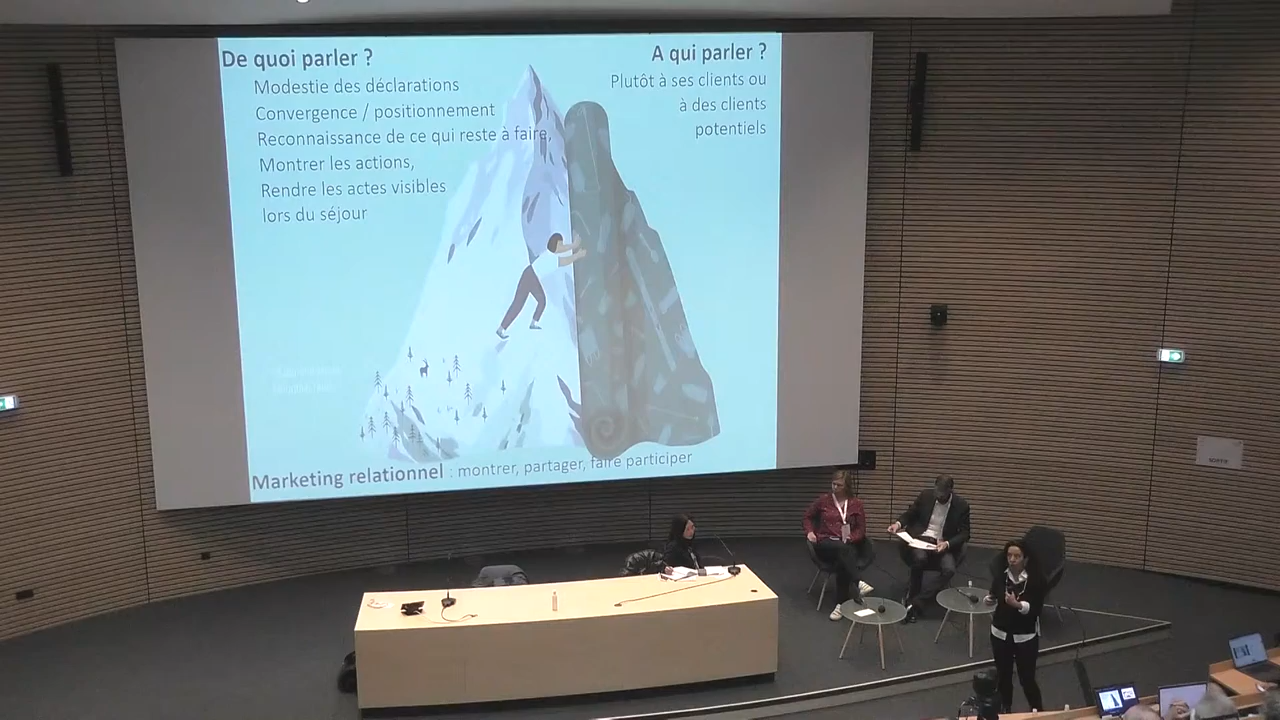 De quoi parler ?
Modestie des déclarations
Convergence / positionnement
Reconnaissance de ce qui reste à faire,
Montrer les actions,
Rendre les actes visibles
lors du séjour
A qui parler ?
Plutôt à ses clients ou
à des clients
potentiels
Marketing relationnel : montrer, partager, faire participer